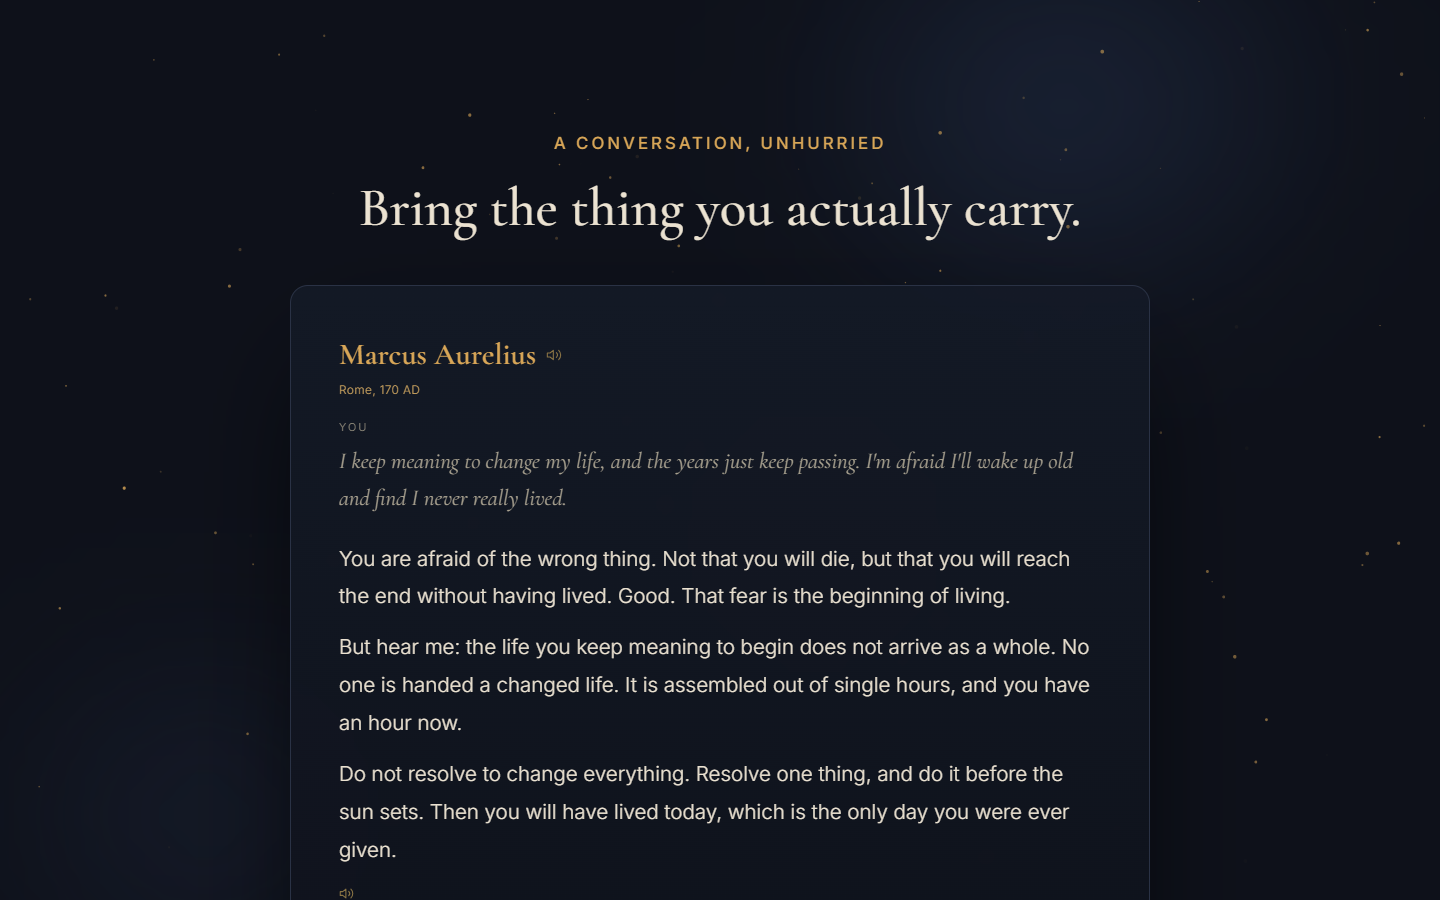 A CONVERSATION, UNHURRIED
Bring the thing you actually carry.
Marcus Aurelius
Rome, 170 AD
YOU
I keep meaning to change my life, and the years just keep passing. I'm afraid I'll wake up old
and find I never really lived.
You are afraid of the wrong thing. Not that you will die, but that you will reach
the end without having lived. Good. That fear is the beginning of living.
But hear me: the life you keep meaning to begin does not arrive as a whole. No
one is handed a changed life. It is assembled out of single hours, and you have
an hour now.
Do not resolve to change everything. Resolve one thing, and do it before the
sun sets. Then you will have lived today, which is the only day you were ever
given.